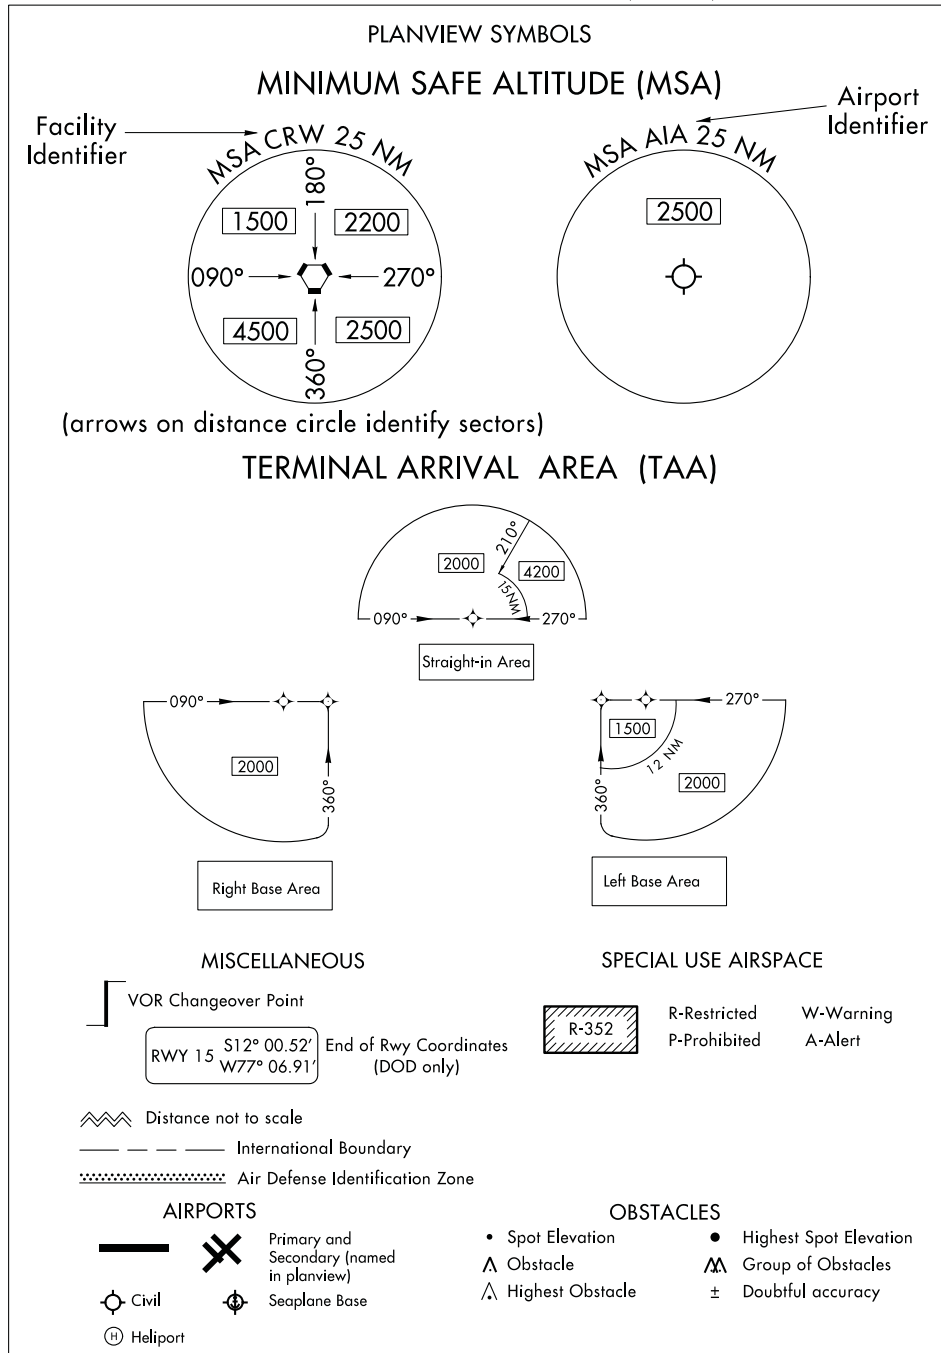 PLANVIEW SYMBOLS
MINIMUM SAFE ALTITUDE (MSA)
Facility
Identifier
MSA CRW 25 NM
180°
1500
2200
090°
270°
4500
2500
360°
Airport
Identifier
MSA AIA 25 NM
2500
(arrows on distance circle identify sectors)
TERMINAL ARRIVAL AREA (TAA)
210°
2000
4200
15NM
090°
270°
Straight-in Area
090°
2000
360°
Right Base Area
270°
1500
12 NM
2000
360°
Left Base Area
MISCELLANEOUS
VOR Changeover Point
RWY 15
S12° 00.52'
W77° 06.91'
End of Rwy Coordinates
(DOD only)
Distance not to scale
International Boundary
Air Defense Identification Zone
SPECIAL USE AIRSPACE
R-352
R-Restricted
W-Warning
P-Prohibited
A-Alert
AIRPORTS
Primary and
Secondary (named
in planview)
Civil
Seaplane Base
H
Heliport
OBSTACLES
Spot Elevation
Highest Spot Elevation
Obstacle
Group of Obstacles
Highest Obstacle
± Doubtful accuracy